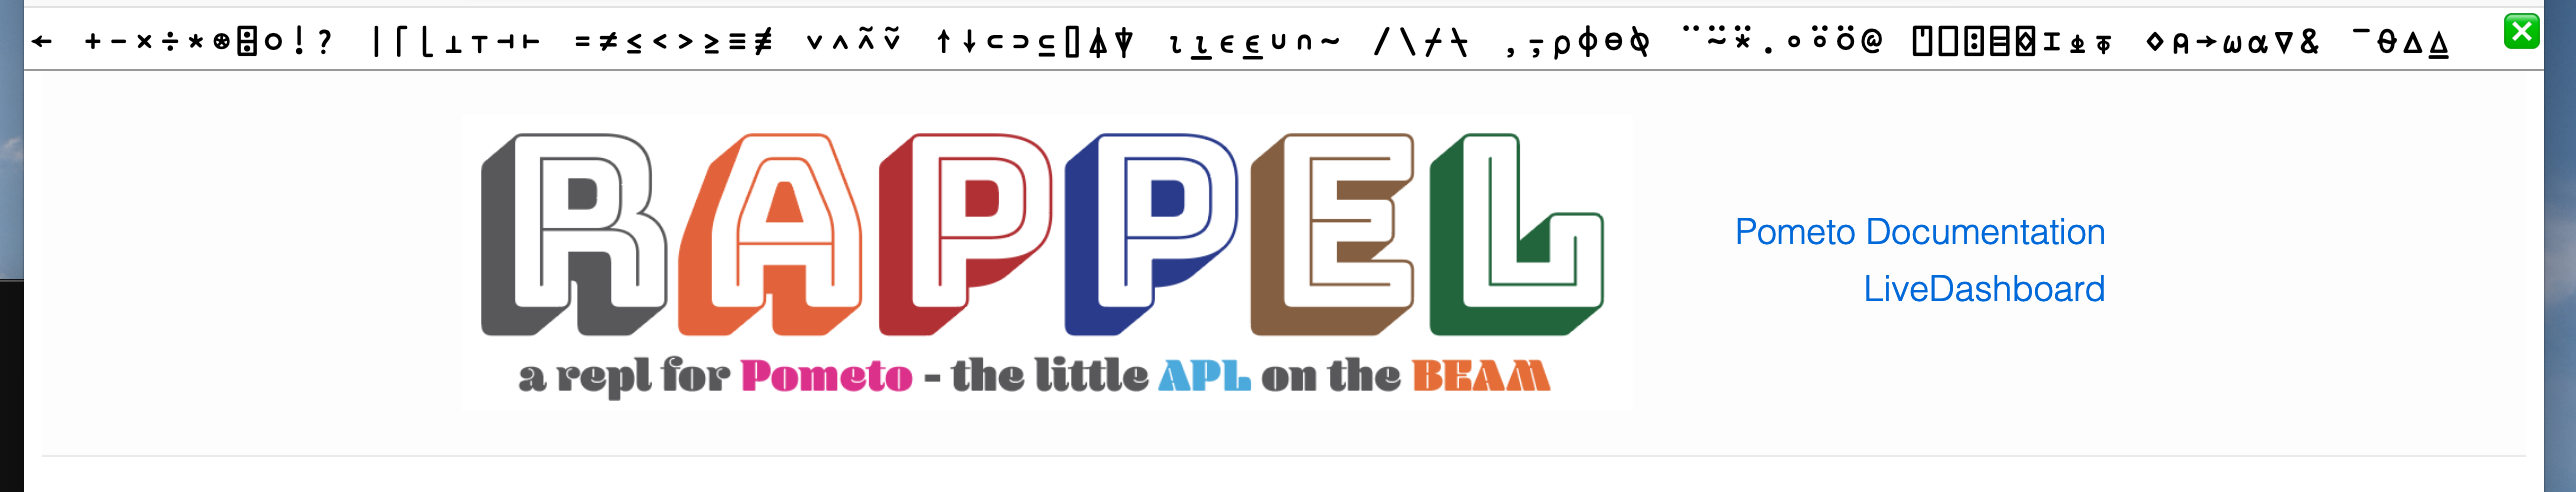 ← + - × ÷ * ⍟ ⌹ ○ ! ? | ⌈ ⌊ ⊥ ⊤ ⊣ ⊢ = ≠ ≤ < > ≥ ≡ ≢ ∨ ∧ ⍲ ⍱ ↑ ↓ ⊂ ⊃ ⊆ ⌷ ⍋ ⍒ ⍳ ⍸ ∊ ⍷ ∪ ∩ ~ / \ ⌿ ⍀ , ⍪ ⍴ ⌽ ⊖ ⍉ ¨ ⍨ ⍣ . ∘ ⍤ ⍥ @ ⍞ ⎕ ⍠ ⌸ ⌺ ⌶ ⍎ ⍕ ⋄ ⍝ → ⍵ ⍺ ∇ & ¯ ⍬ ∆ ⍙
RAPPEL
a repl for Pometo - the little APL on the BEAM
Pometo Documentation
LiveDashboard